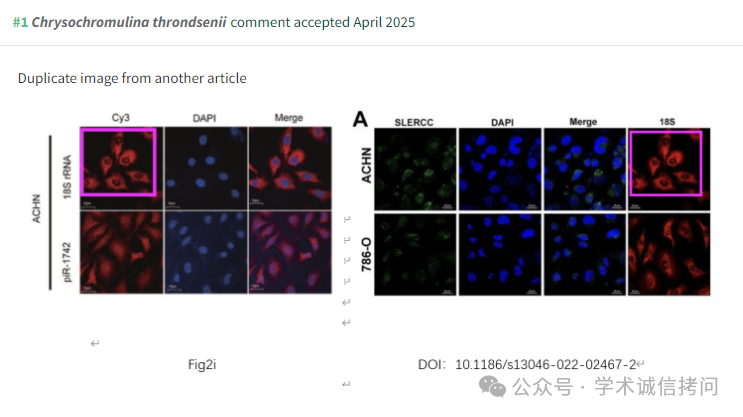 #1 Chrysochromulina throndsenii comment accepted April 2025
Duplicate image from another article
Cy3 DAPI Merge
ACHN
18S rRNA
piR-1742
A
SLERCC DAPI Merge 18S
ACHN
786-O
Fig2i
DOI: 10.1186/s13046-022-02467-2
公众号 · 学术诚信拷问